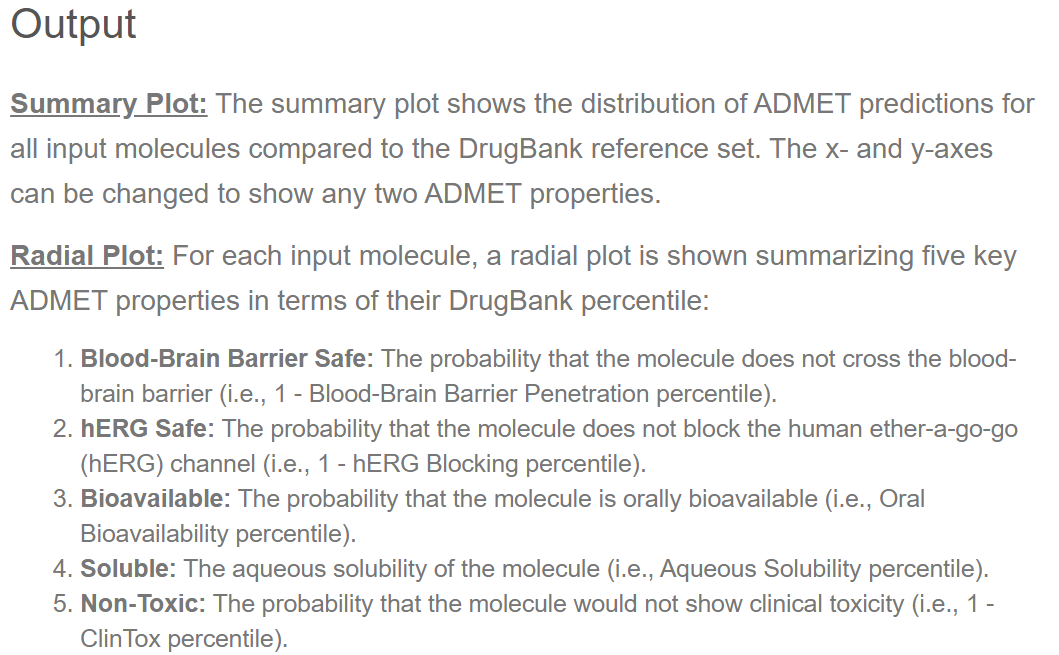 Output
Summary Plot: The summary plot shows the distribution of ADMET predictions for
all input molecules compared to the DrugBank reference set. The x- and y-axes
can be changed to show any two ADMET properties.
Radial Plot: For each input molecule, a radial plot is shown summarizing five key
ADMET properties in terms of their DrugBank percentile:
1. Blood-Brain Barrier Safe: The probability that the molecule does not cross the blood-
brain barrier (i.e., 1 - Blood-Brain Barrier Penetration percentile).
2. hERG Safe: The probability that the molecule does not block the human ether-a-go-go
(hERG) channel (i.e., 1 - hERG Blocking percentile).
3. Bioavailable: The probability that the molecule is orally bioavailable (i.e., Oral
Bioavailability percentile).
4. Soluble: The aqueous solubility of the molecule (i.e., Aqueous Solubility percentile).
5. Non-Toxic: The probability that the molecule would not show clinical toxicity (i.e., 1 -
ClinTox percentile).